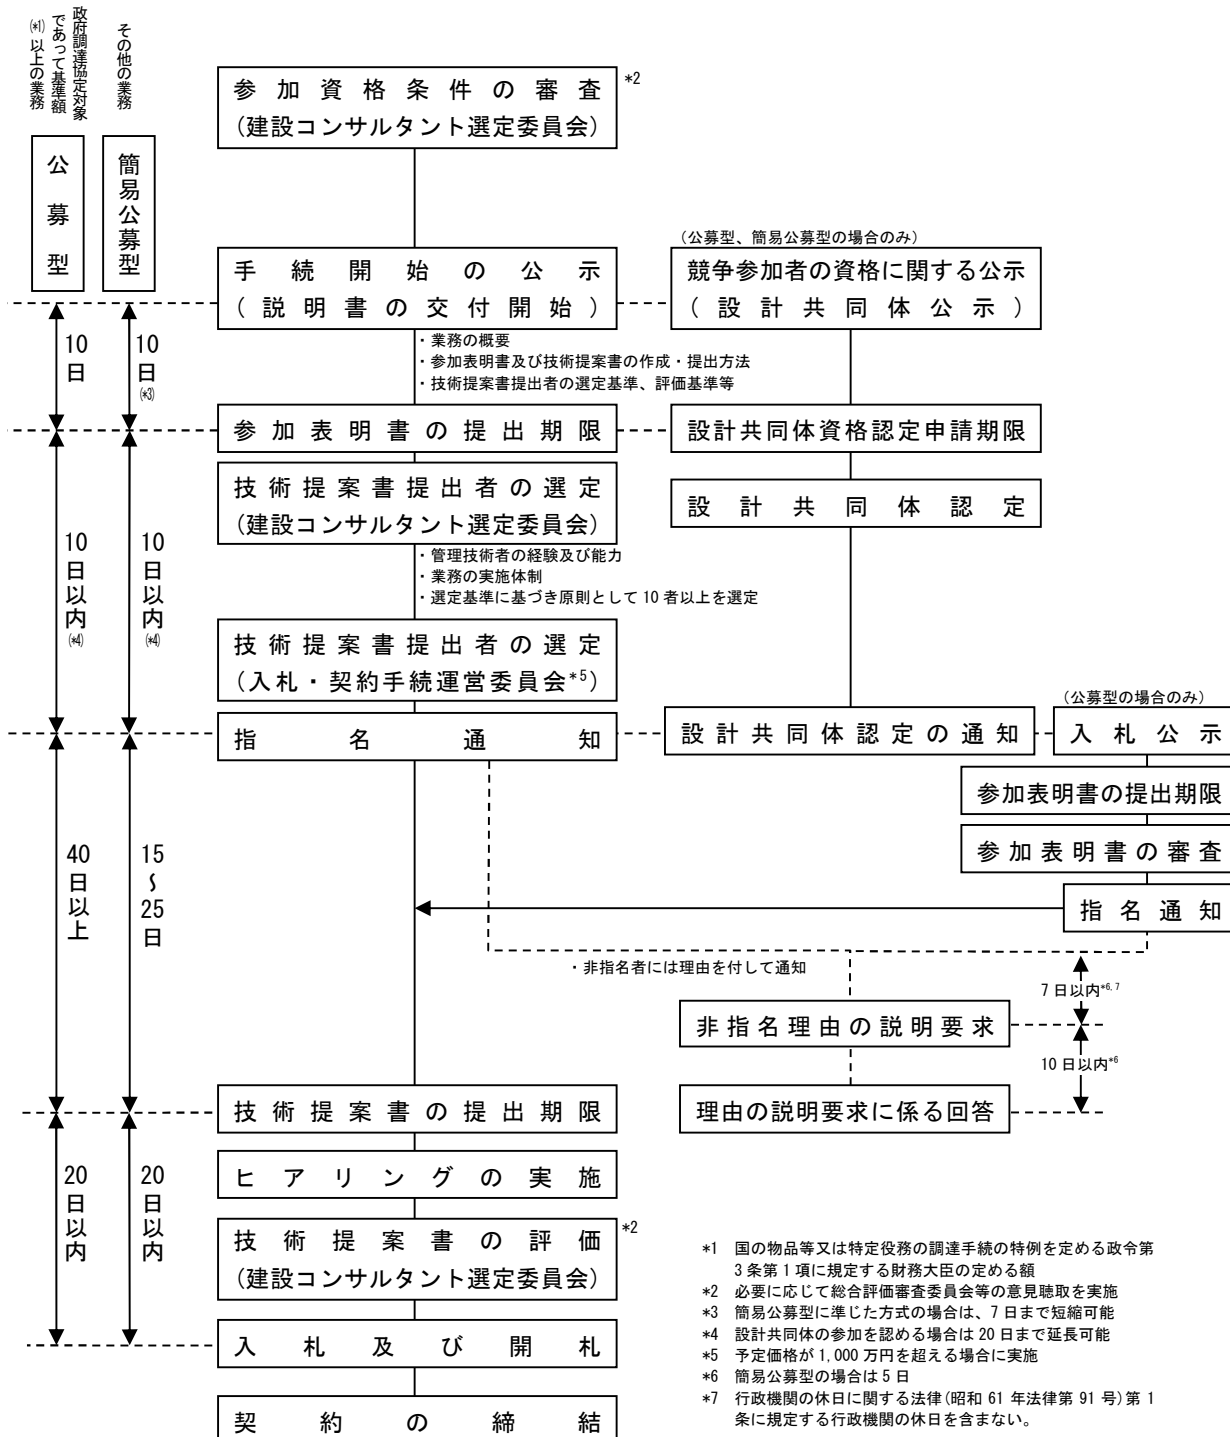 政府調達協定対象
であって基準額
(*1)以上の業務
その他の業務
公募型
簡易公募型
参加資格条件の審査 *2
(建設コンサルタント選定委員会)
手続開始の公示
(説明書の交付開始)
(公募型、簡易公募型の場合のみ)
競争参加者の資格に関する公示
(設計共同体公示)
10日
10日(*3)
・業務の概要
・参加表明書及び技術提案書の作成・提出方法
・技術提案書提出者の選定基準、評価基準等
参加表明書の提出期限
設計共同体資格認定申請期限
技術提案書提出者の選定
(建設コンサルタント選定委員会)
設計共同体認定
10日以内(*4)
10日以内(*4)
・管理技術者の経験及び能力
・業務の実施体制
・選定基準に基づき原則として10者以上を選定
技術提案書提出者の選定
(入札・契約手続運営委員会*5)
指名通知
設計共同体認定の通知
(公募型の場合のみ)
入札公示
参加表明書の提出期限
参加表明書の審査
指名通知
40日以上
15～25日
・非指名者には理由を付して通知
7日以内*6,7
非指名理由の説明要求
10日以内*6
理由の説明要求に係る回答
技術提案書の提出期限
ヒアリングの実施
20日以内
20日以内
技術提案書の評価 *2
(建設コンサルタント選定委員会)
入札及び開札
契約の締結
*1 国の物品等又は特定役務の調達手続の特例を定める政令第
3条第1項に規定する財務大臣の定める額
*2 必要に応じて総合評価審査委員会等の意見聴取を実施
*3 簡易公募型に準じた方式の場合は、7日まで短縮可能
*4 設計共同体の参加を認める場合は20日まで延長可能
*5 予定価格が1,000万円を超える場合に実施
*6 簡易公募型の場合は5日
*7 行政機関の休日に関する法律(昭和61年法律第91号)第1
条に規定する行政機関の休日を含まない。